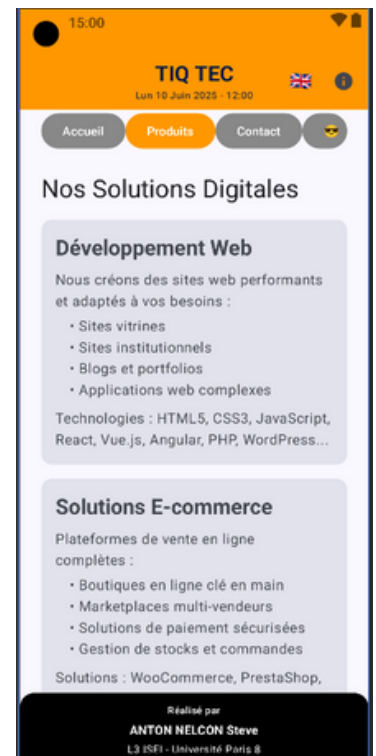 15:00
TIQ TEC
Lun 10 Juin 2025 - 12:00
Accueil
Produits
Contact
Nos Solutions Digitales
Développement Web
Nous créons des sites web performants
et adaptés à vos besoins :
• Sites vitrines
• Sites institutionnels
• Blogs et portfolios
• Applications web complexes
Technologies : HTML5, CSS3, JavaScript,
React, Vue.js, Angular, PHP, WordPress...
Solutions E-commerce
Plateformes de vente en ligne
complètes :
• Boutiques en ligne clé en main
• Marketplaces multi-vendeurs
• Solutions de paiement sécurisées
• Gestion de stocks et commandes
Solutions : WooCommerce, PrestaShop,
Réalisé par
ANTON NELCON Steve
L3 ISEI - Université Paris 8